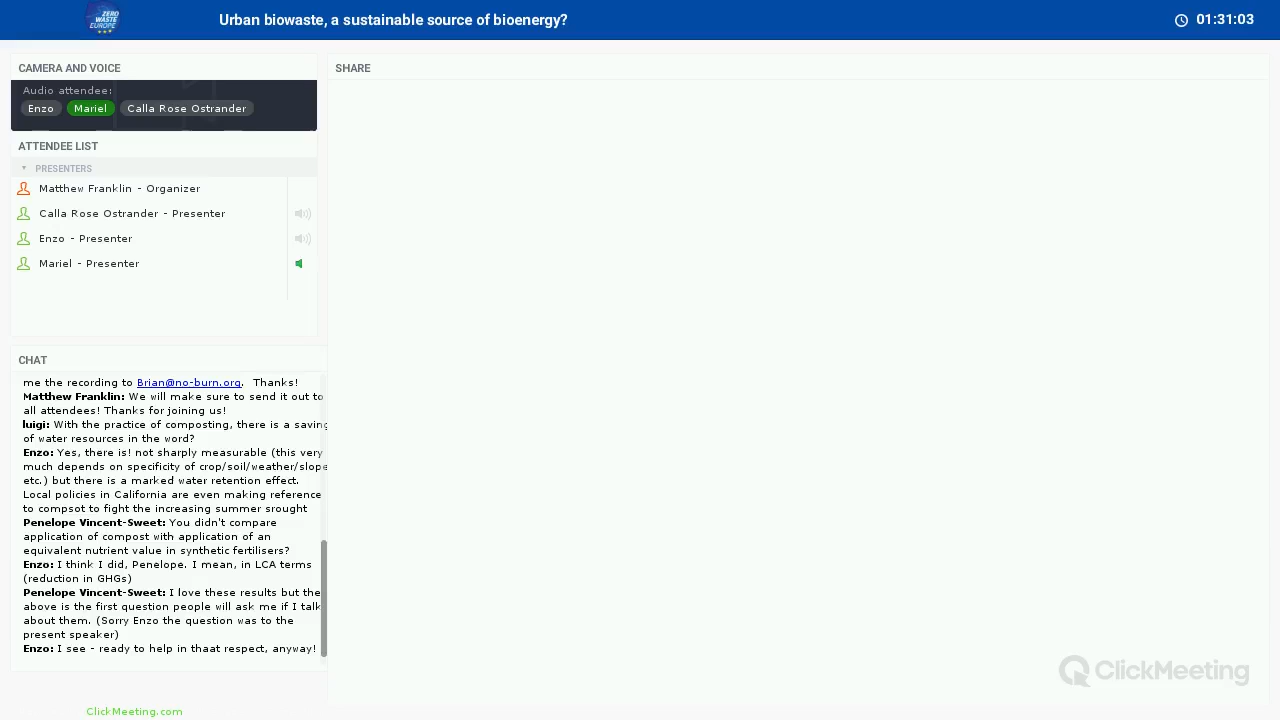 ZERO WASTE EUROPE
Urban biowaste, a sustainable source of bioenergy?
01:31:03
CAMERA AND VOICE
Audio attendee:
Enzo Mariel Calla Rose Ostrander
ATTENDEE LIST
PRESENTERS
Matthew Franklin - Organizer
Calla Rose Ostrander - Presenter
Enzo - Presenter
Mariel - Presenter
CHAT
me the recording to Brian@no-burn.org. Thanks!
Matthew Franklin: We will make sure to send it out to
all attendees! Thanks for joining us!
luigi: With the practice of composting, there is a saving
of water resources in the word?
Enzo: Yes, there is! not sharply measurable (this very
much depends on specificity of crop/soil/weather/slope
etc.) but there is a marked water retention effect.
Local policies in California are even making reference
to compsot to fight the increasing summer srought
Penelope Vincent-Sweet: You didn't compare
application of compost with application of an
equivalent nutrient value in synthetic fertilisers?
Enzo: I think I did, Penelope. I mean, in LCA terms
(reduction in GHGs)
Penelope Vincent-Sweet: I love these results but the
above is the first question people will ask me if I talk
about them. (Sorry Enzo the question was to the
present speaker)
Enzo: I see - ready to help in thaat respect, anyway!
ClickMeeting.com
SHARE
ClickMeeting